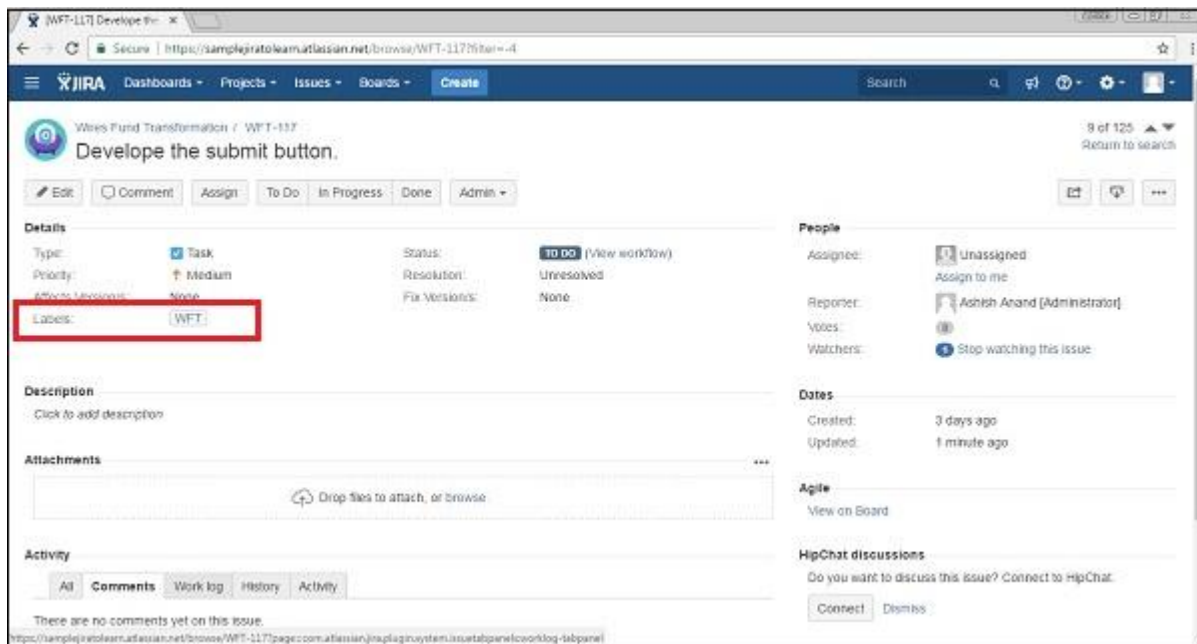 [WFT-117] Develope the
Secure | https://samplejiratolearn.atlassian.net/browse/WFT-117?filter=-4
JIRA Dashboards Projects Issues Boards Create Search
Wires Fund Transformation / WFT-117 9 of 125
Develope the submit button. Return to search
Edit Comment Assign To Do In Progress Done Admin
Details People
Type: Task Status: TO DO (View workflow) Assignee: Unassigned
Priority: Medium Resolution: Unresolved Assign to me
Affects Version/s: None Fix Version/s: None Reporter: Ashish Anand [Administrator]
Labels: WFT Votes: 0
Watchers: 1 Stop watching this issue
Description Dates
Click to add description Created: 3 days ago
Updated: 1 minute ago
Attachments
Drop files to attach, or browse. Agile
View on Board
Activity HipChat discussions
All Comments Work log History Activity Do you want to discuss this issue? Connect to HipChat.
Connect Dismiss
There are no comments yet on this issue.
https://samplejiratolearn.atlassian.net/browse/WFT-117?page=com.atlassian.jira.plugin.system.issuetabpanels:worklog-tabpanel